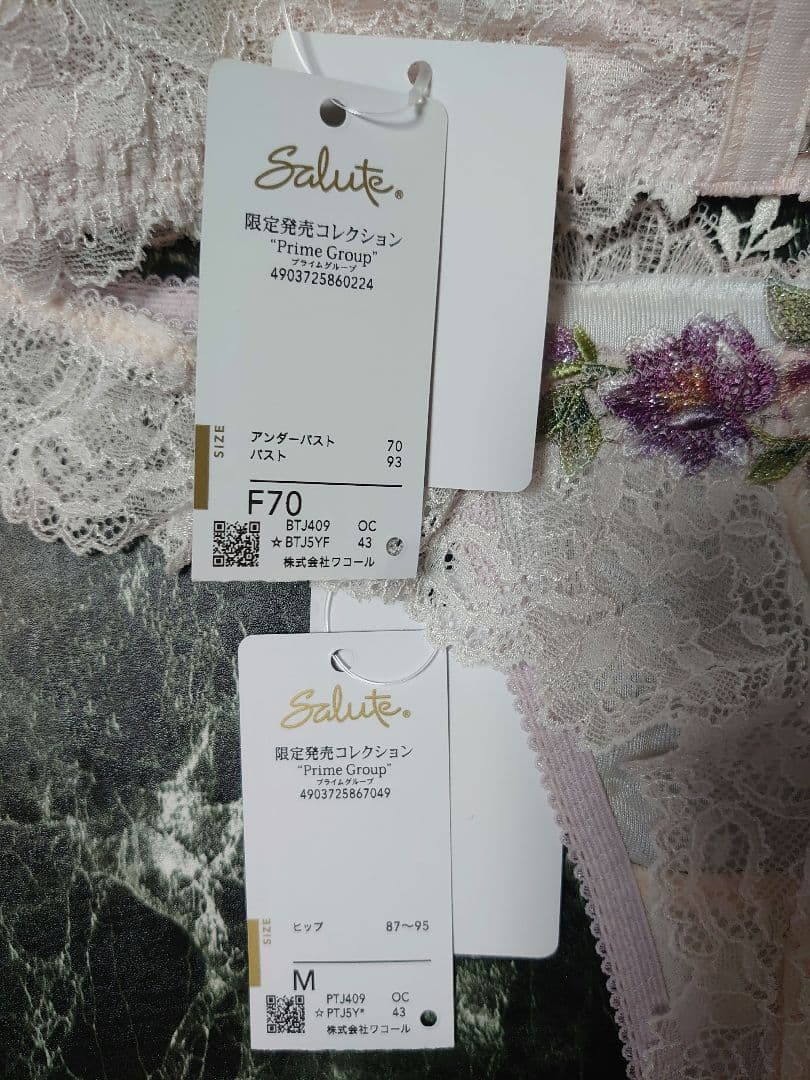 Salute®
限定発売コレクション
“Prime Group”
プライムグループ
4903725860224
SIZE
アンダーバスト 70
バスト 93
F70
BTJ409 OC
☆BTJ5YF 43
株式会社ワコール
Salute®
限定発売コレクション
“Prime Group”
プライムグループ
4903725867049
SIZE
ヒップ 87〜95
M
PTJ409 OC
☆PTJ5Y* 43
株式会社ワコール